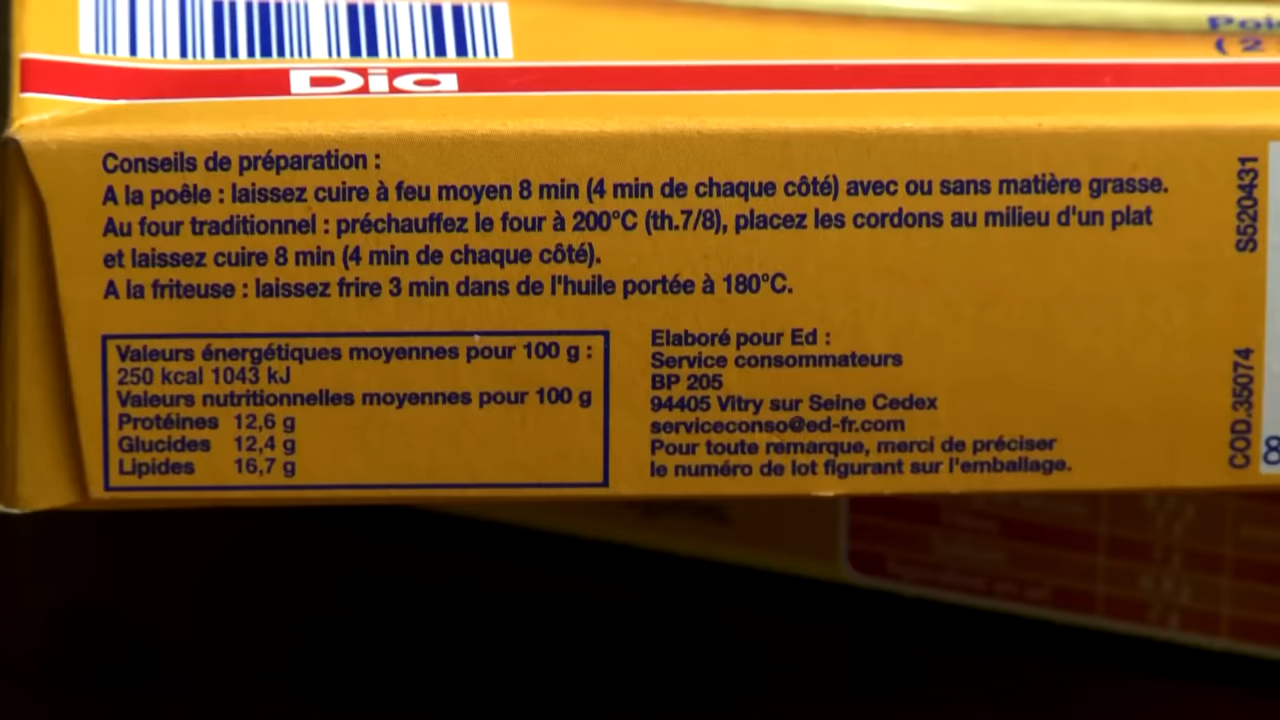 Dia
Conseils de préparation :
A la poêle : laissez cuire à feu moyen 8 min (4 min de chaque côté) avec ou sans matière grasse.
Au four traditionnel : préchauffez le four à 200°C (th.7/8), placez les cordons au milieu d'un plat
et laissez cuire 8 min (4 min de chaque côté).
A la friteuse : laissez frire 3 min dans de l'huile portée à 180°C.
Valeurs énergétiques moyennes pour 100 g :
250 kcal 1043 kJ
Valeurs nutritionnelles moyennes pour 100 g
Protéines 12,6 g
Glucides 12,4 g
Lipides 16,7 g
Elaboré pour Ed :
Service consommateurs
BP 205
94405 Vitry sur Seine Cedex
serviceconso@ed-fr.com
Pour toute remarque, merci de préciser
le numéro de lot figurant sur l'emballage.
S520431
COD.35074
8